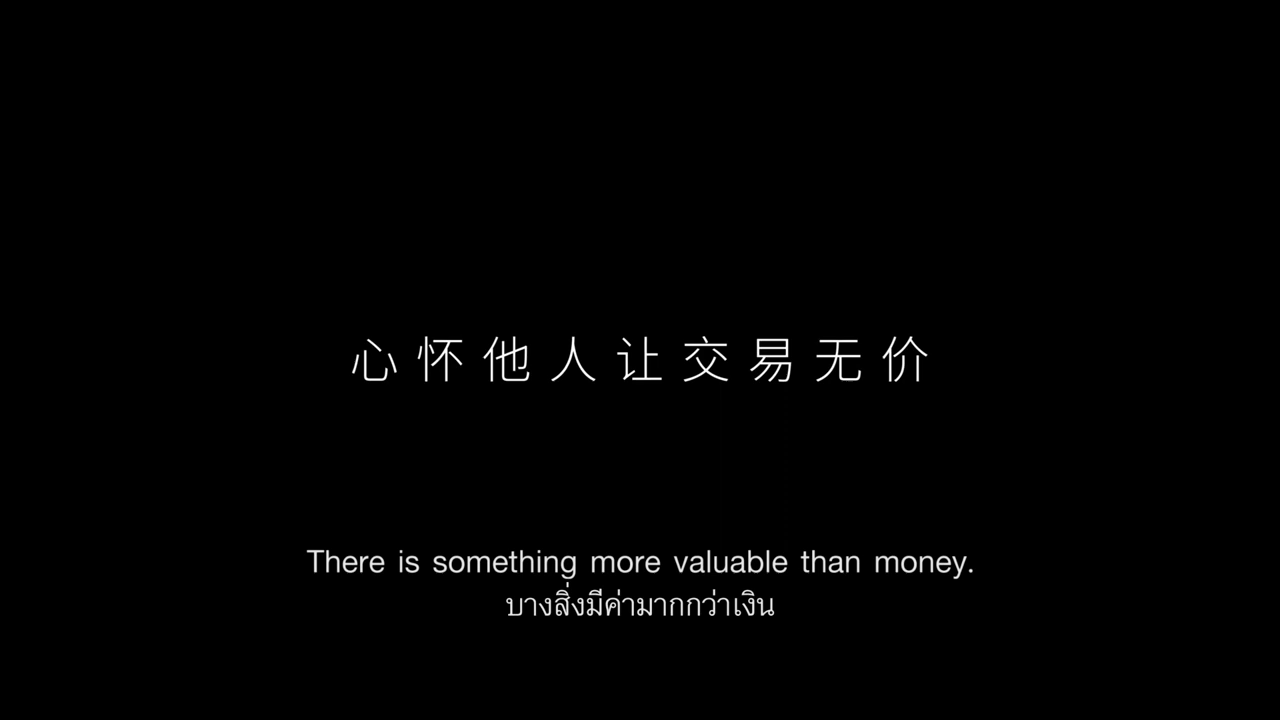 心怀他人让交易无价
There is something more valuable than money.
บางสิ่งมีค่ามากกว่าเงิน